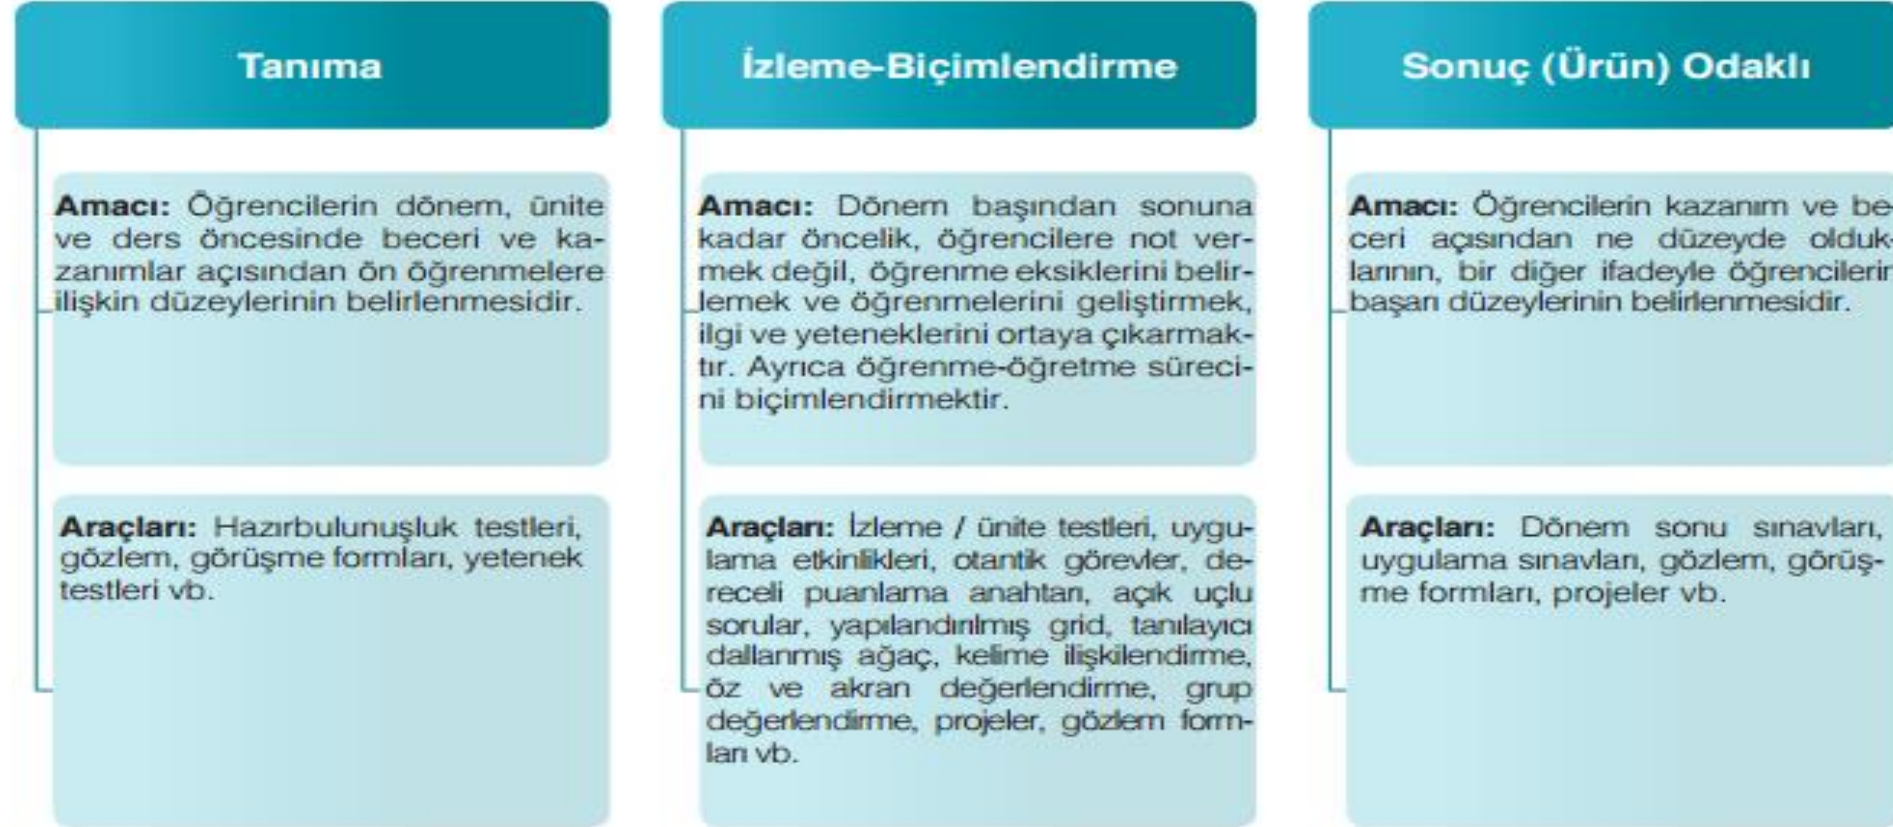 Tanıma
Amacı: Öğrencilerin dönem, ünite
ve ders öncesinde beceri ve ka-
zanımlar açısından ön öğrenmelere
ilişkin düzeylerinin belirlenmesidir.
Araçları: Hazırbulunuşluk testleri,
gözlem, görüşme formları, yetenek
testleri vb.
İzleme-Biçimlendirme
Amacı: Dönem başından sonuna
kadar öncelik, öğrencilere not ver-
mek değil, öğrenme eksiklerini belir-
lemek ve öğrenmelerini geliştirmek,
ilgi ve yeteneklerini ortaya çıkarmak-
tır. Ayrıca öğrenme-öğretme süreci-
ni biçimlendirmektir.
Araçları: İzleme / ünite testleri, uygu-
lama etkinlikleri, otantik görevler, de-
receli puanlama anahtarı, açık uçlu
sorular, yapılandırılmış grid, tanılayıcı
dallanmış ağaç, kelime ilişkilendirme,
öz ve akran değerlendirme, grup
değerlendirme, projeler, gözlem form-
ları vb.
Sonuç (Ürün) Odaklı
Amacı: Öğrencilerin kazanım ve be-
ceri açısından ne düzeyde olduk-
larının, bir diğer ifadeyle öğrencilerin
başarı düzeylerinin belirlenmesidir.
Araçları: Dönem sonu sınavları,
uygulama sınavları, gözlem, görüş-
me formları, projeler vb.